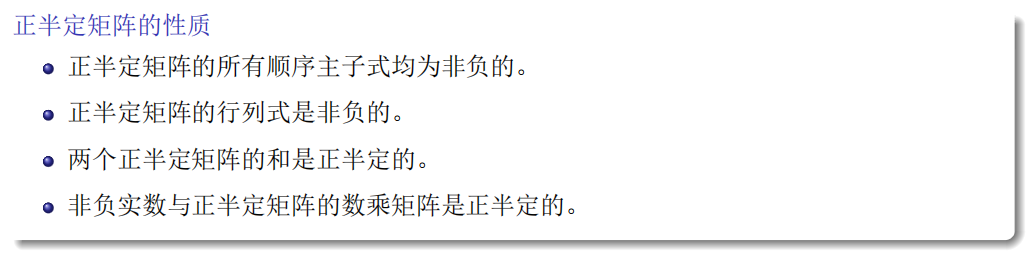 正半定矩阵的性质
正半定矩阵的所有顺序主子式均为非负的。
正半定矩阵的行列式是非负的。
两个正半定矩阵的和是正半定的。
非负实数与正半定矩阵的数乘矩阵是正半定的。